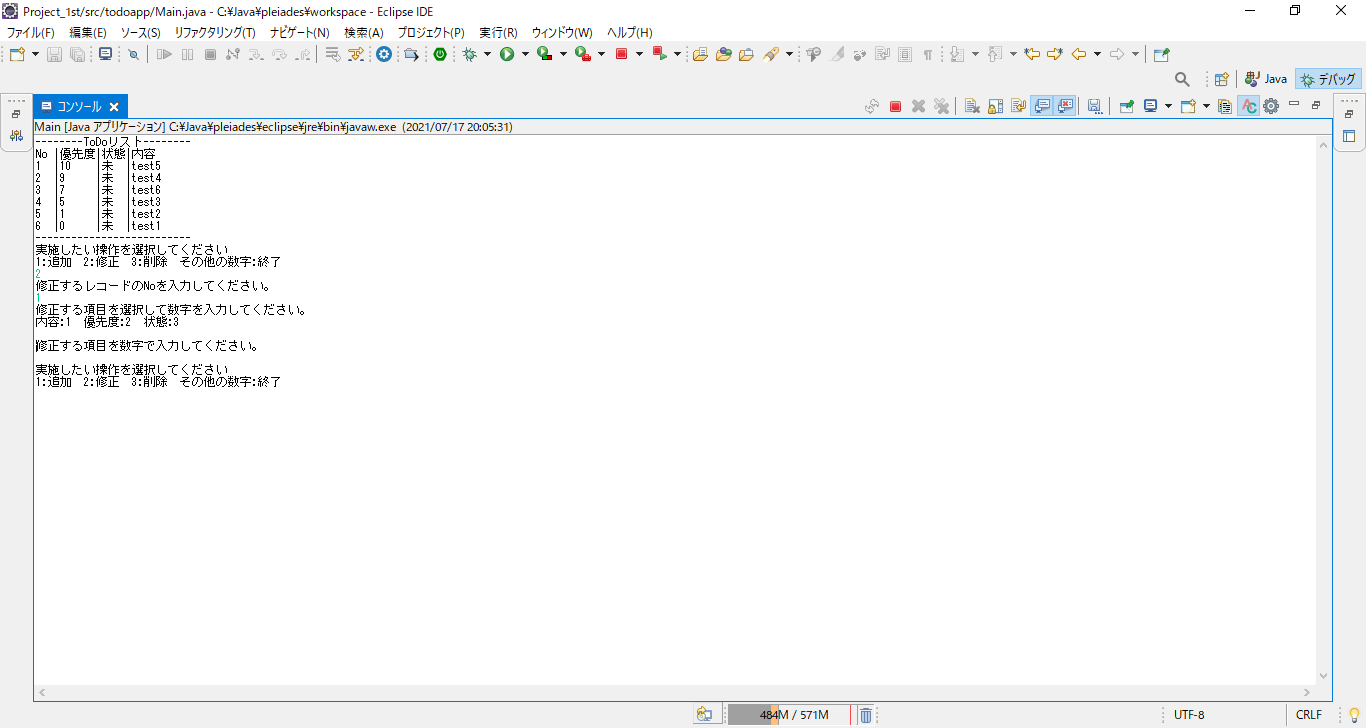 Project_1st/src/todoapp/Main.java - C:¥Java¥pleiades¥workspace - Eclipse IDE
ファイル(F) 編集(E) ソース(S) リファクタリング(T) ナビゲート(N) 検索(A) プロジェクト(P) 実行(R) ウィンドウ(W) ヘルプ(H)
Java デバッグ
コンソール
Main [Java アプリケーション] C:¥Java¥pleiades¥eclipse¥jre¥bin¥javaw.exe (2021/07/17 20:05:31)
--------ToDoリスト--------
No |優先度|状態|内容
1 |10 |未 |test5
2 |9 |未 |test4
3 |7 |未 |test6
4 |5 |未 |test3
5 |1 |未 |test2
6 |0 |未 |test1
--------------------------
実施したい操作を選択してください
1:追加 2:修正 3:削除 その他の数字:終了
2
修正するレコードのNoを入力してください。
1
修正する項目を選択して数字を入力してください。
内容:1 優先度:2 状態:3
修正する項目を数字で入力してください。
実施したい操作を選択してください
1:追加 2:修正 3:削除 その他の数字:終了
484M / 571M
UTF-8
CRLF